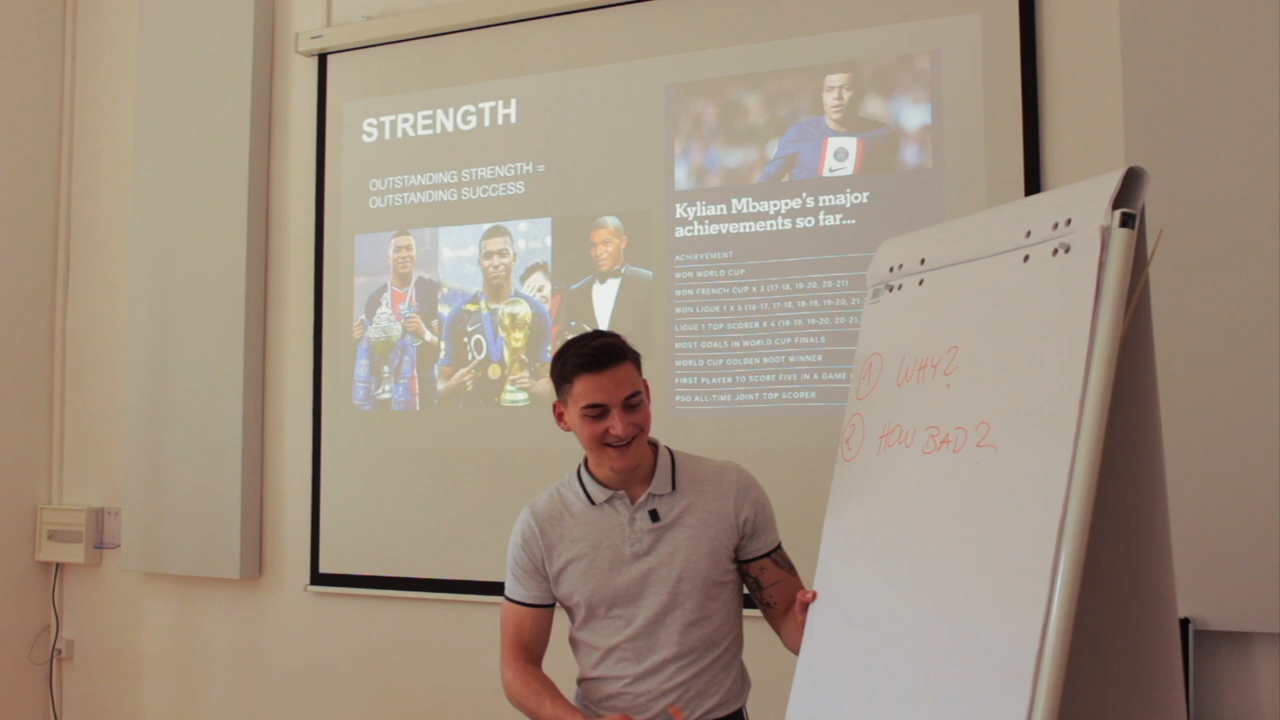 STRENGTH
OUTSTANDING STRENGTH =
OUTSTANDING SUCCESS
10
Kylian Mbappe's major
achievements so far...
ACHIEVEMENT
WON WORLD CUP
WON FRENCH CUP X 3 (17-18, 19-20, 20-21)
WON LIGUE 1 X 5 (16-17, 17-18, 18-19, 19-20, 21-
LIGUE 1 TOP SCORER X 4 (18-19, 19-20, 20-21,
MOST GOALS IN WORLD CUP FINALS
WORLD CUP GOLDEN BOOT WINNER
FIRST PLAYER TO SCORE FIVE IN A GAME
PSG ALL-TIME JOINT TOP SCORER
1 WHY?
2 HOW BAD?